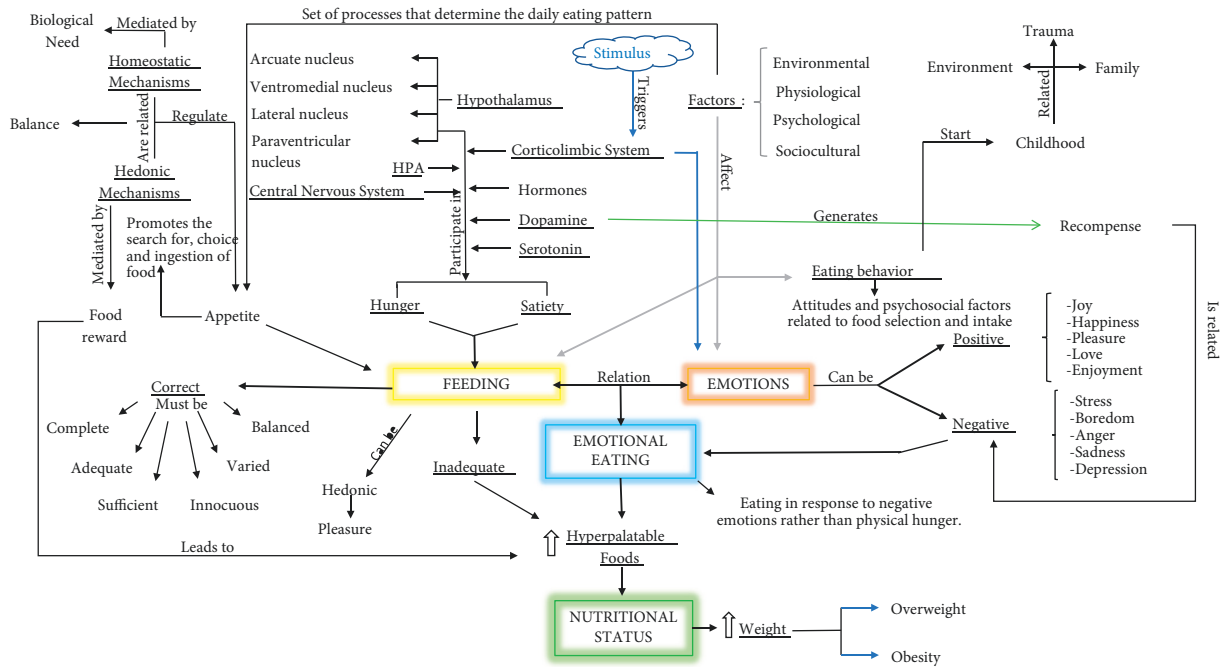 Set of processes that determine the daily eating pattern
Biological
Need
Mediated by
Homeostatic
Mechanisms
Balance
Are related
Regulate
Hedonic
Mechanisms
Mediated by
Promotes the
search for, choice
and ingestion of
food
Food
reward
Appetite
Arcuate nucleus
Ventromedial nucleus
Lateral nucleus
Paraventricular
nucleus
Hypothalamus
HPA
Central Nervous System
Participate in
Stimulus
Triggers
Corticolimbic System
Hormones
Dopamine
Serotonin
Hunger
Satiety
Factors :
Environmental
Physiological
Psychological
Sociocultural
Affect
Trauma
Environment
Family
Related
Childhood
Start
Generates
Recompense
Is related
Eating behavior
Attitudes and psychosocial factors
related to food selection and intake
FEEDING
Relation
EMOTIONS
Can be
Positive
-Joy
-Happiness
-Pleasure
-Love
-Enjoyment
Negative
-Stress
-Boredom
-Anger
-Sadness
-Depression
Correct
Must be
Complete
Balanced
Adequate
Varied
Sufficient
Innocuous
Can be
Hedonic
Pleasure
Inadequate
EMOTIONAL
EATING
Eating in response to negative
emotions rather than physical hunger.
Leads to
Hyperpalatable
Foods
NUTRITIONAL
STATUS
Weight
Overweight
Obesity